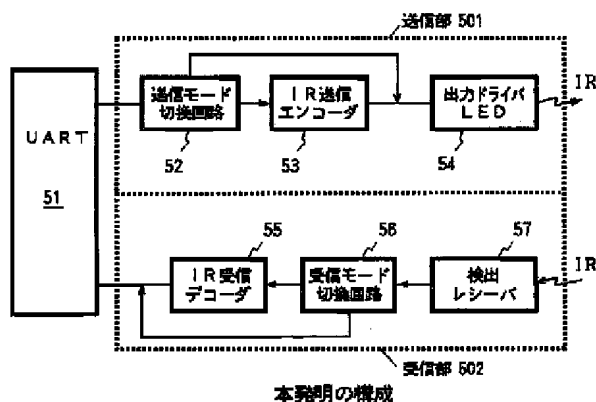 送信部 501
UART
51
送信モード
切換回路
52
IR送信
エンコーダ
53
出力ドライバ
LED
54
IR
55
IR受信
デコーダ
56
受信モード
切換回路
57
検出
レシーバ
IR
受信部 502
本発明の構成